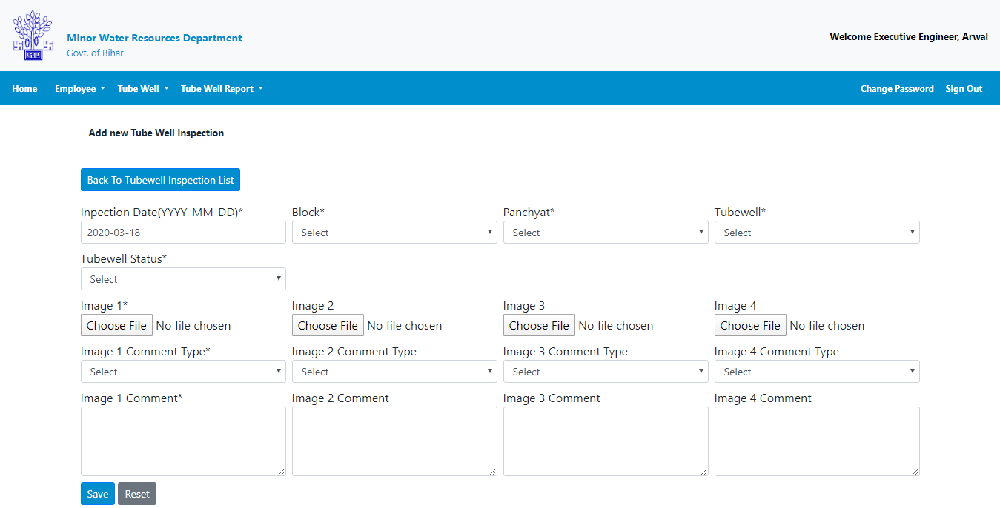 Minor Water Resources Department
Govt. of Bihar
Welcome Executive Engineer, Arwal
Home Employee Tube Well Tube Well Report Change Password Sign Out
Add new Tube Well Inspection
Back To Tubewell Inspection List
Inpection Date(YYYY-MM-DD)* Block* Panchyat* Tubewell*
2020-03-18 Select Select Select
Tubewell Status*
Select
Image 1* Image 2 Image 3 Image 4
Choose File No file chosen Choose File No file chosen Choose File No file chosen Choose File No file chosen
Image 1 Comment Type* Image 2 Comment Type Image 3 Comment Type Image 4 Comment Type
Select Select Select Select
Image 1 Comment* Image 2 Comment Image 3 Comment Image 4 Comment
Save Reset